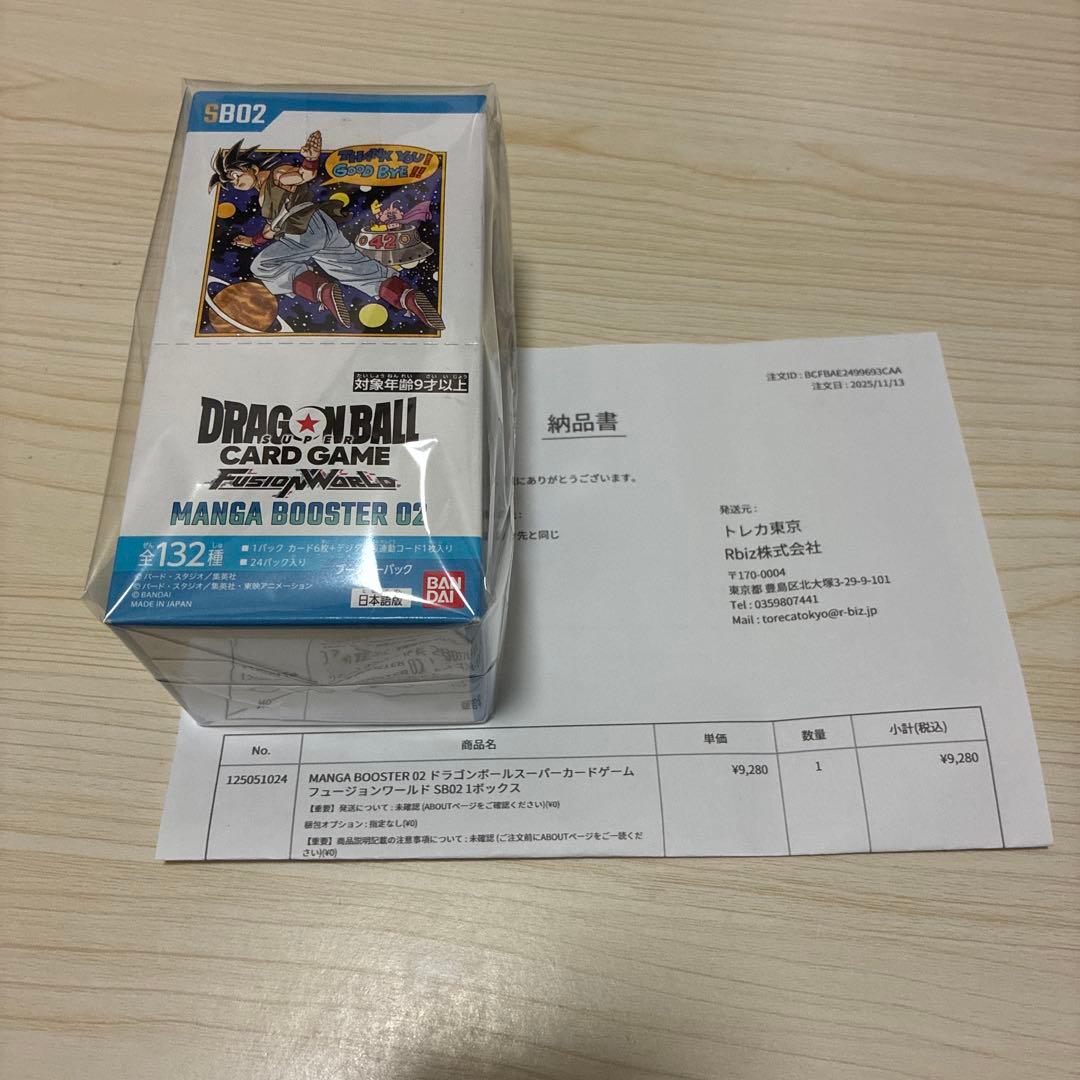 SB02
THANK YOU!
GOOD BYE!!
42
対象年齢9才以上
DRAGON BALL
SUPER
CARD GAME
FUSION WORLD
MANGA BOOSTER 02
全132種
■1パック カード6枚+デジタル
連動コード1枚入り
■24パック入り
ブースターパック
©バード・スタジオ/集英社
©バード・スタジオ/集英社・東映アニメーション
©BANDAI
MADE IN JAPAN
日本語版
BAN
DAI
注文ID : BCFBAE2499693CAA
注文日 : 2025/11/13
納品書
にありがとうございます。
先と同じ
発送元 :
トレカ東京
Rbiz株式会社
〒170-0004
東京都 豊島区北大塚3-29-9-101
Tel : 0359807441
Mail : torecatokyo@r-biz.jp
No. 商品名 単価 数量 小計(税込)
125051024 MANGA BOOSTER 02 ドラゴンボールスーパーカードゲーム ¥9,280 1 ¥9,280
フュージョンワールド SB02 1ボックス
【重要】発送について : 未確認 (ABOUTページをご確認ください)(¥0)
梱包オプション : 指定なし(¥0)
【重要】商品説明記載の注意事項について : 未確認 (ご注文前にABOUTページをご一読くだ
さい)(¥0)